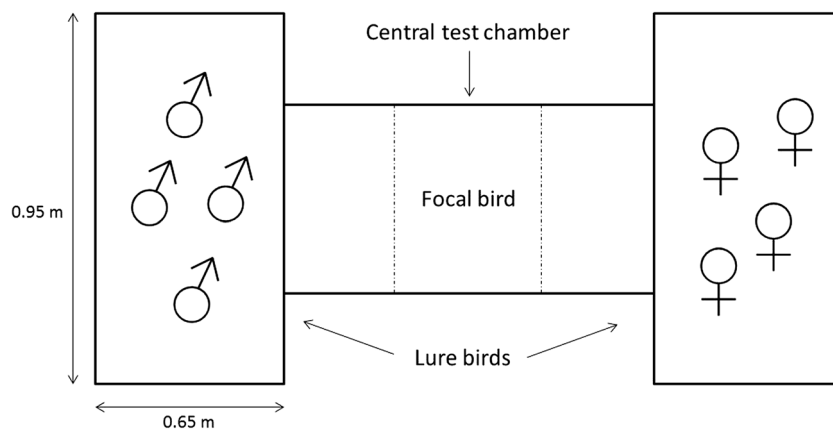 Central test chamber
Focal bird
0.95 m
Lure birds
0.65 m